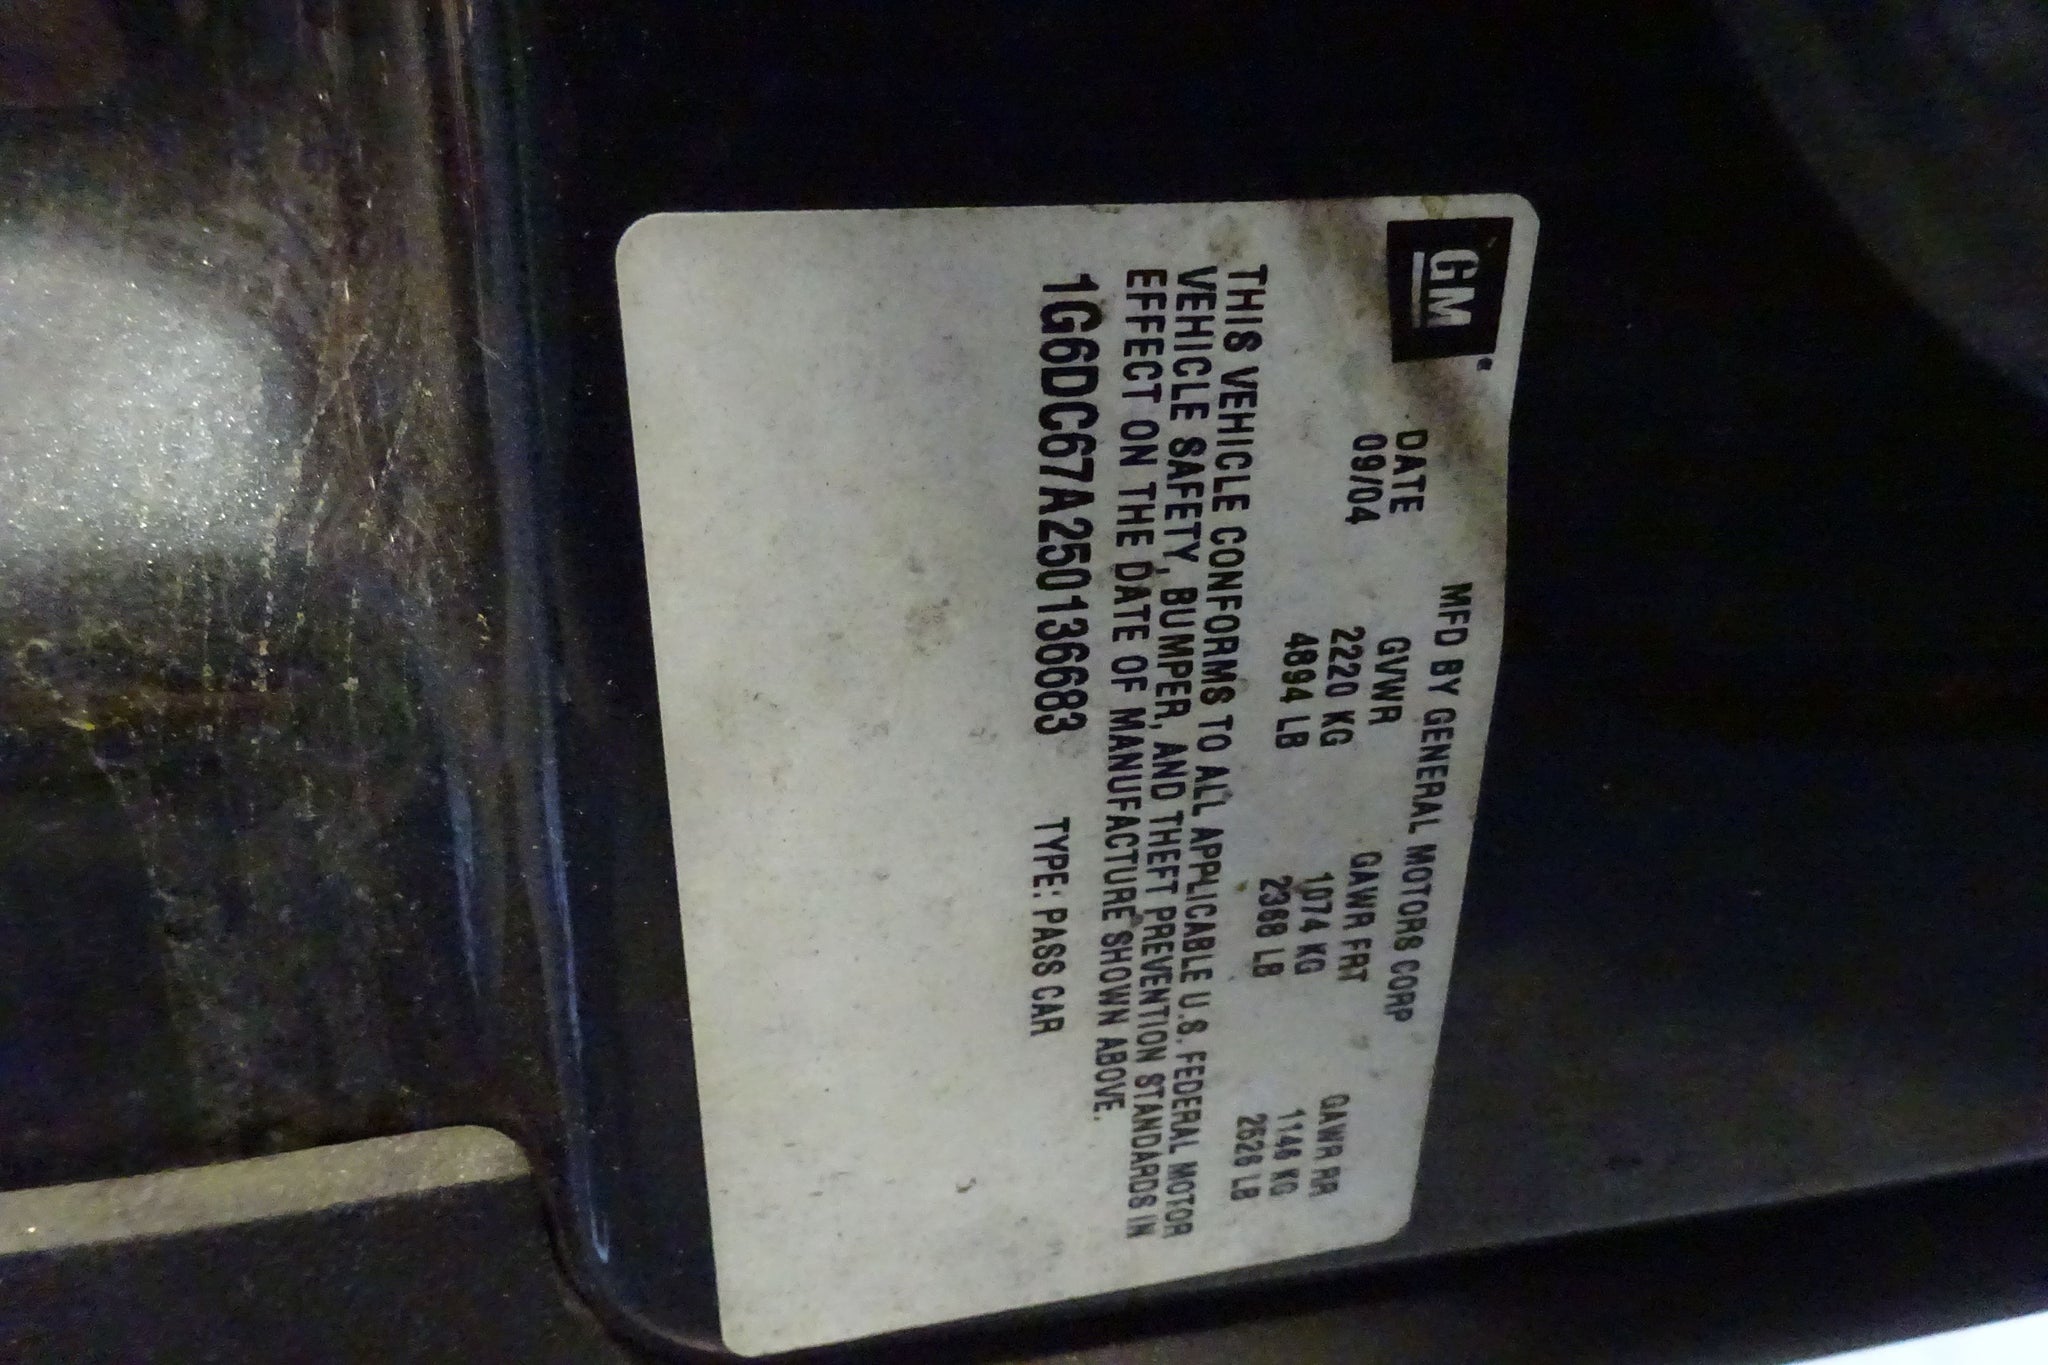 GM
MFD BY GENERAL MOTORS CORP
DATE GVWR GAWR FRT GAWR RR
09/04 2220 KG 1074 KG 1146 KG
4894 LB 2368 LB 2526 LB
THIS VEHICLE CONFORMS TO ALL APPLICABLE U.S. FEDERAL MOTOR
VEHICLE SAFETY, BUMPER, AND THEFT PREVENTION STANDARDS IN
EFFECT ON THE DATE OF MANUFACTURE SHOWN ABOVE.
1G6DC67A250136683 TYPE: PASS CAR